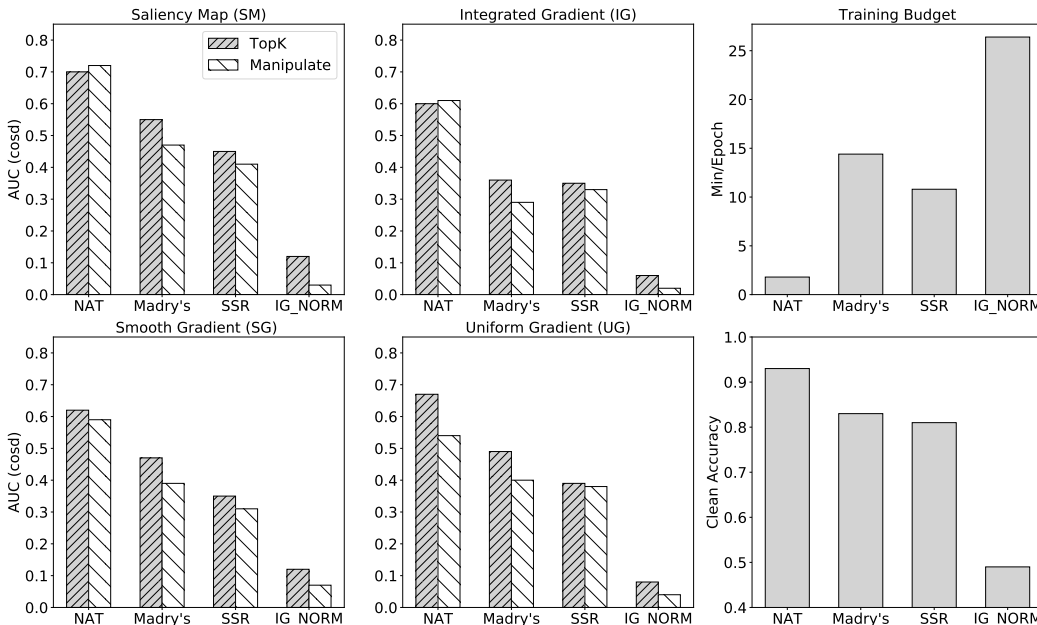 Saliency Map (SM)
AUC (cosd)
0.8
0.7
0.6
0.5
0.4
0.3
0.2
0.1
0.0
TopK
Manipulate
NAT Madry's SSR IG_NORM
Integrated Gradient (IG)
0.8
0.7
0.6
0.5
0.4
0.3
0.2
0.1
0.0
NAT Madry's SSR IG_NORM
Training Budget
Min/Epoch
25
20
15
10
5
0
NAT Madry's SSR IG_NORM
Smooth Gradient (SG)
AUC (cosd)
0.8
0.7
0.6
0.5
0.4
0.3
0.2
0.1
0.0
NAT Madry's SSR IG_NORM
Uniform Gradient (UG)
0.8
0.7
0.6
0.5
0.4
0.3
0.2
0.1
0.0
NAT Madry's SSR IG_NORM
Clean Accuracy
1.0
0.9
0.8
0.7
0.6
0.5
0.4
NAT Madry's SSR IG_NORM